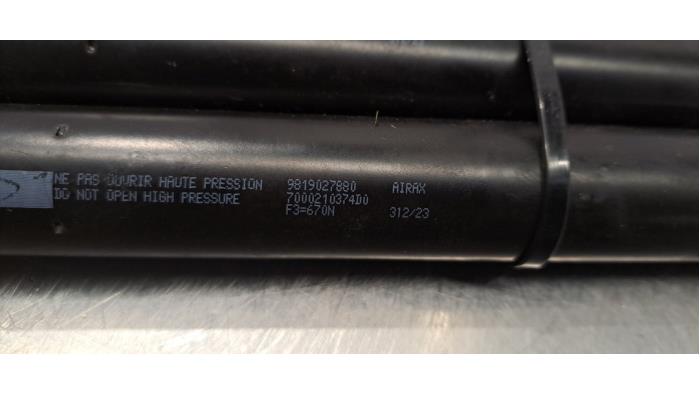 NE PAS OUVRIR HAUTE PRESSION 9819027880 AIRAX
DO NOT OPEN HIGH PRESSURE 7000210374D0
F3=670N 312/23